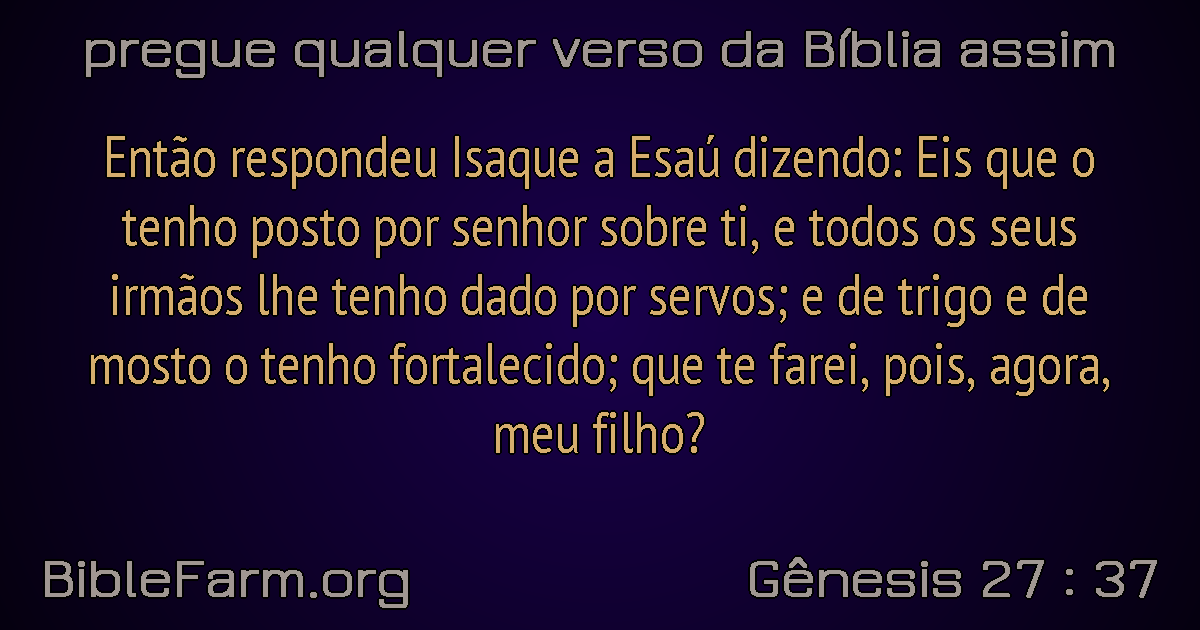 pregue qualquer verso da Bíblia assim
Então respondeu Isaque a Esaú dizendo: Eis que o
tenho posto por senhor sobre ti, e todos os seus
irmãos lhe tenho dado por servos; e de trigo e de
mosto o tenho fortalecido; que te farei, pois, agora,
meu filho?
BibleFarm.org
Gênesis 27 : 37